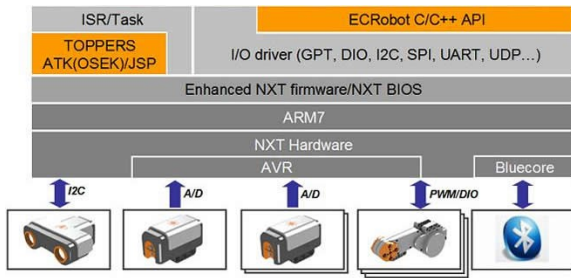 ISR/Task
ECRobot C/C++ API
TOPPERS
ATK(OSEK)/JSP
I/O driver (GPT, DIO, I2C, SPI, UART, UDP…)
Enhanced NXT firmware/NXT BIOS
ARM7
NXT Hardware
AVR
Bluecore
I2C
A/D
A/D
PWM/DIO